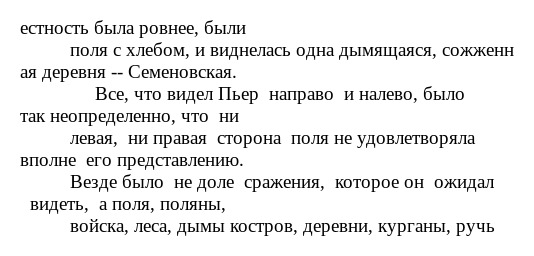 естность была ровнее, были
поля с хлебом, и виднелась одна дымящаяся, сожженн
ая деревня -- Семеновская.
Все, что видел Пьер направо и налево, было
так неопределенно, что ни
левая, ни правая сторона поля не удовлетворяла
вполне его представлению.
Везде было не доле сражения, которое он ожидал
видеть, а поля, поляны,
войска, леса, дымы костров, деревни, курганы, ручь